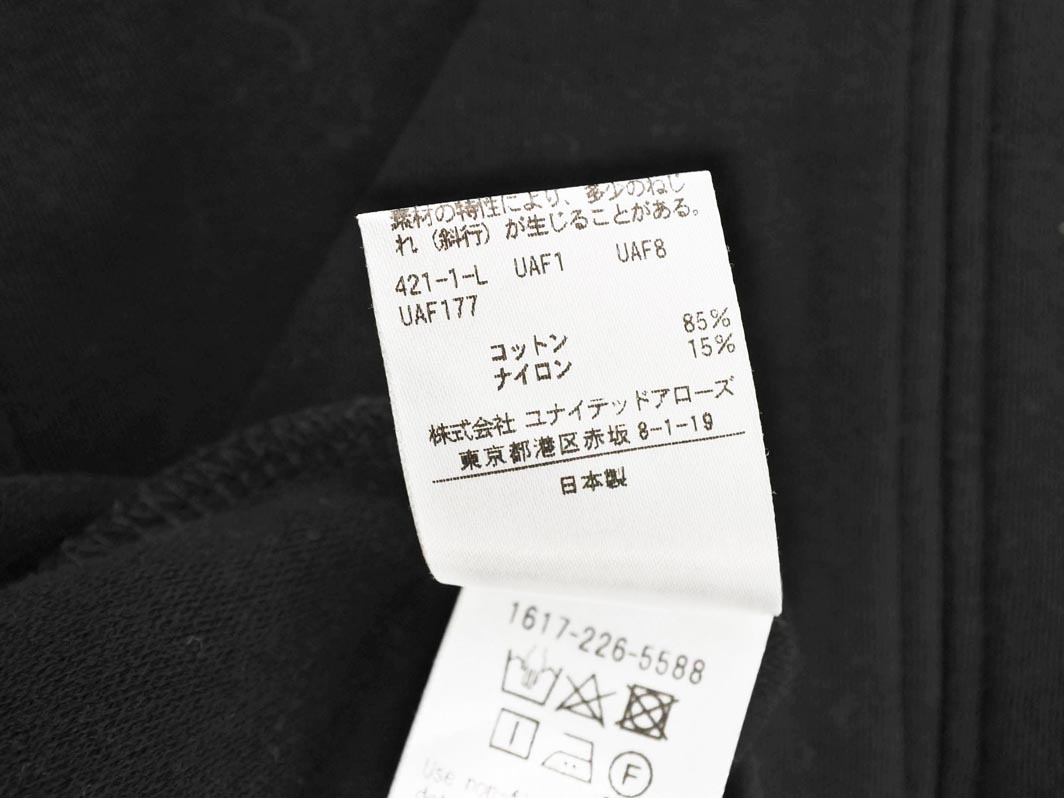 素材の特性により、多少のねじ
れ（斜行）が生じることがある。
421-1-L UAF1 UAF8
UAF177
コットン 85%
ナイロン 15%
株式会社 ユナイテッドアローズ
東京都港区赤坂 8-1-19
日本製
1617-226-5588
F
Use